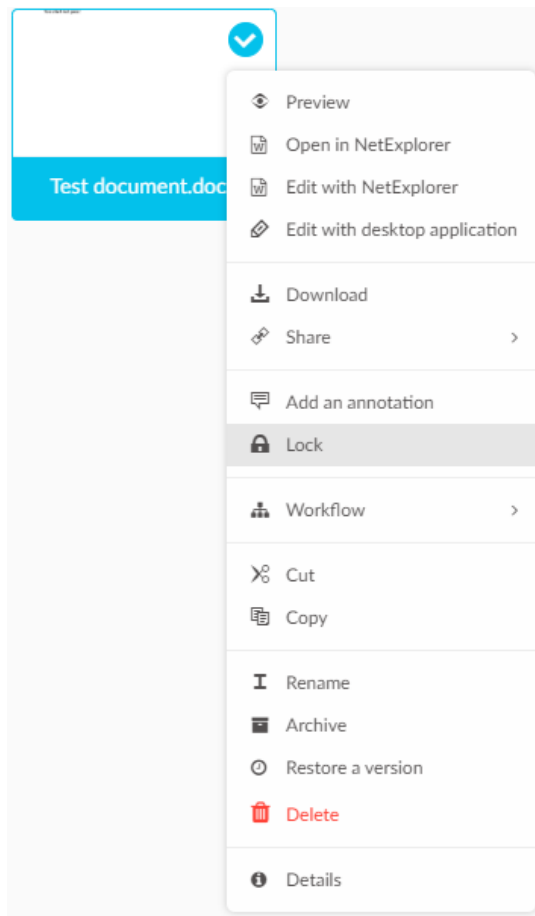 Preview
Open in NetExplorer
Test document.doc
Edit with NetExplorer
Edit with desktop application
Download
Share
Add an annotation
Lock
Workflow
Cut
Copy
Rename
Archive
Restore a version
Delete
Details